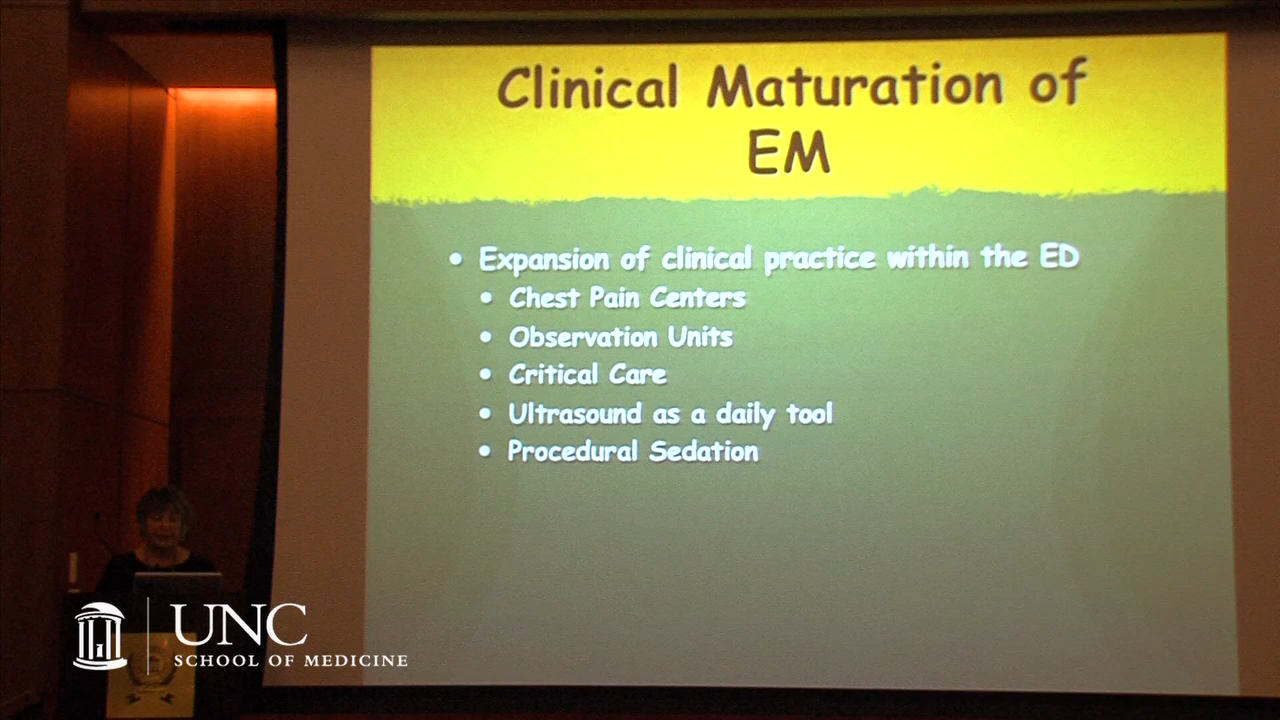 Clinical Maturation of
EM
• Expansion of clinical practice within the ED
• Chest Pain Centers
• Observation Units
• Critical Care
• Ultrasound as a daily tool
• Procedural Sedation
UNC
SCHOOL OF MEDICINE